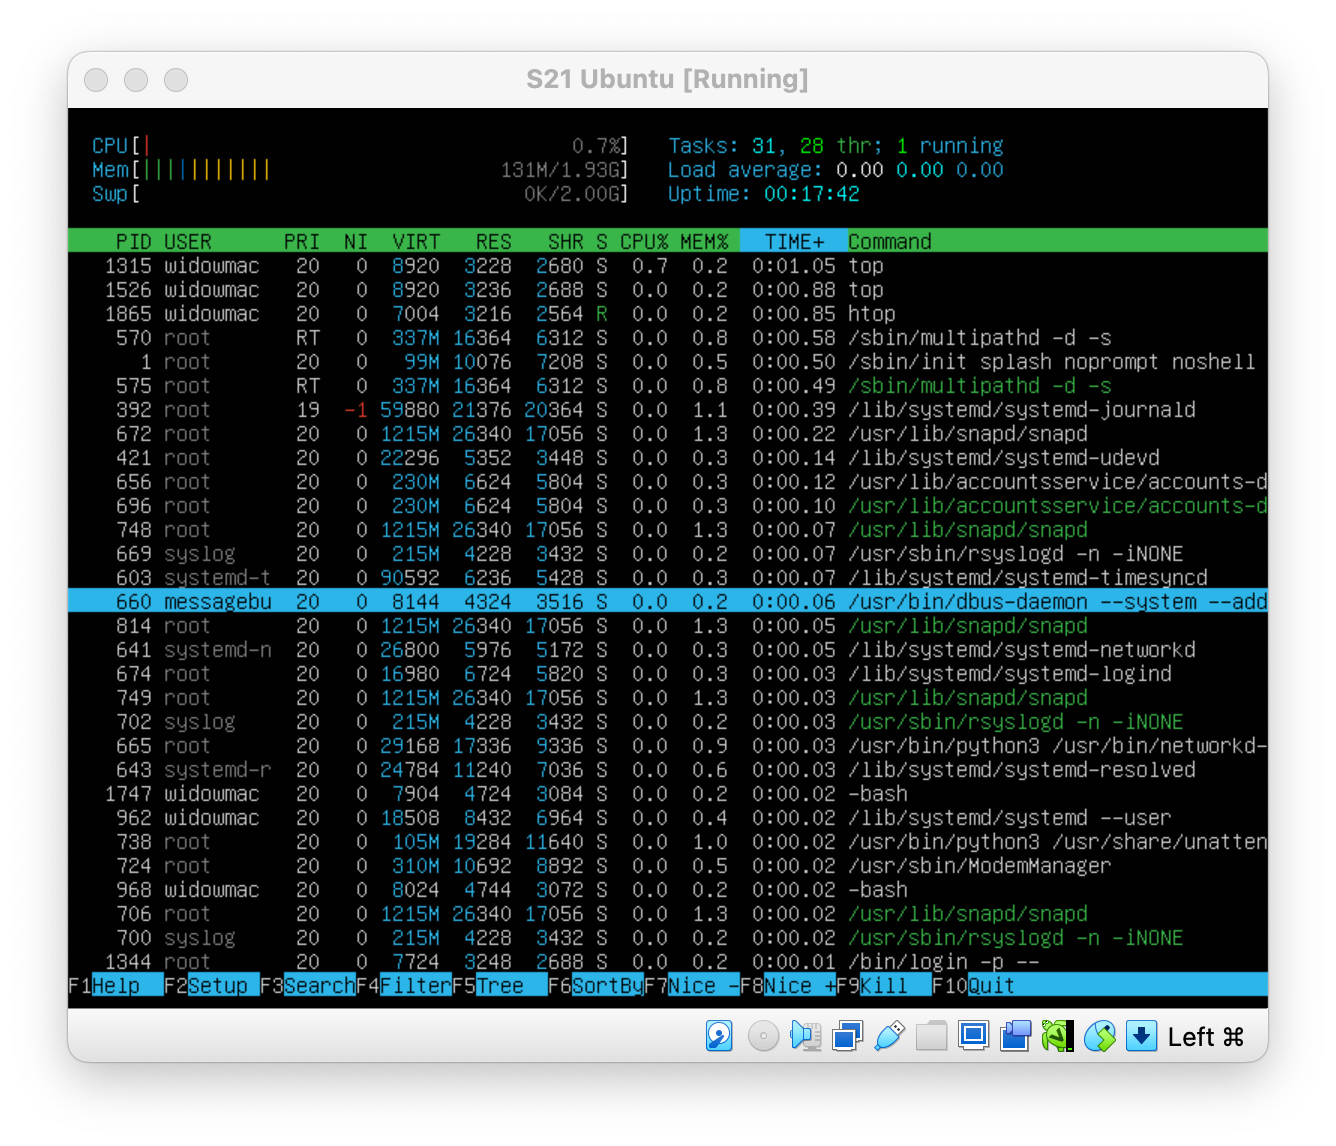 S21 Ubuntu [Running]
CPU[| 0.7%] Tasks: 31, 28 thr; 1 running
Mem[||||||||||| 131M/1.93G] Load average: 0.00 0.00 0.00
Swp[ 0K/2.00G] Uptime: 00:17:42
PID USER PRI NI VIRT RES SHR S CPU% MEM% TIME+ Command
1315 widowmac 20 0 8920 3228 2680 S 0.7 0.2 0:01.05 top
1526 widowmac 20 0 8920 3236 2688 S 0.0 0.2 0:00.88 top
1865 widowmac 20 0 7004 3216 2564 R 0.0 0.2 0:00.85 htop
570 root RT 0 337M 16364 6312 S 0.0 0.8 0:00.58 /sbin/multipathd -d -s
1 root 20 0 99M 10076 7208 S 0.0 0.5 0:00.50 /sbin/init splash noprompt noshell
575 root RT 0 337M 16364 6312 S 0.0 0.8 0:00.49 /sbin/multipathd -d -s
392 root 19 -1 59880 21376 20364 S 0.0 1.1 0:00.39 /lib/systemd/systemd-journald
672 root 20 0 1215M 26340 17056 S 0.0 1.3 0:00.22 /usr/lib/snapd/snapd
421 root 20 0 22296 5352 3448 S 0.0 0.3 0:00.14 /lib/systemd/systemd-udevd
656 root 20 0 230M 6624 5804 S 0.0 0.3 0:00.12 /usr/lib/accountsservice/accounts-d
696 root 20 0 230M 6624 5804 S 0.0 0.3 0:00.10 /usr/lib/accountsservice/accounts-d
748 root 20 0 1215M 26340 17056 S 0.0 1.3 0:00.07 /usr/lib/snapd/snapd
669 syslog 20 0 215M 4228 3432 S 0.0 0.2 0:00.07 /usr/sbin/rsyslogd -n -iNONE
603 systemd-t 20 0 90592 6236 5428 S 0.0 0.3 0:00.07 /lib/systemd/systemd-timesyncd
660 messagebu 20 0 8144 4324 3516 S 0.0 0.2 0:00.06 /usr/bin/dbus-daemon --system --add
814 root 20 0 1215M 26340 17056 S 0.0 1.3 0:00.05 /usr/lib/snapd/snapd
641 systemd-n 20 0 26800 5976 5172 S 0.0 0.3 0:00.05 /lib/systemd/systemd-networkd
674 root 20 0 16980 6724 5820 S 0.0 0.3 0:00.03 /lib/systemd/systemd-logind
749 root 20 0 1215M 26340 17056 S 0.0 1.3 0:00.03 /usr/lib/snapd/snapd
702 syslog 20 0 215M 4228 3432 S 0.0 0.2 0:00.03 /usr/sbin/rsyslogd -n -iNONE
665 root 20 0 29168 17336 9336 S 0.0 0.9 0:00.03 /usr/bin/python3 /usr/bin/networkd-
643 systemd-r 20 0 24784 11240 7036 S 0.0 0.6 0:00.03 /lib/systemd/systemd-resolved
1747 widowmac 20 0 7904 4724 3084 S 0.0 0.2 0:00.02 -bash
962 widowmac 20 0 18508 8432 6964 S 0.0 0.4 0:00.02 /lib/systemd/systemd --user
738 root 20 0 105M 19284 11640 S 0.0 1.0 0:00.02 /usr/bin/python3 /usr/share/unatten
724 root 20 0 310M 10692 8892 S 0.0 0.5 0:00.02 /usr/sbin/ModemManager
968 widowmac 20 0 8024 4744 3072 S 0.0 0.2 0:00.02 -bash
706 root 20 0 1215M 26340 17056 S 0.0 1.3 0:00.02 /usr/lib/snapd/snapd
700 syslog 20 0 215M 4228 3432 S 0.0 0.2 0:00.02 /usr/sbin/rsyslogd -n -iNONE
1344 root 20 0 7724 3248 2688 S 0.0 0.2 0:00.01 /bin/login -p --
F1Help F2Setup F3SearchF4FilterF5Tree F6SortByF7Nice -F8Nice +F9Kill F10Quit
Left ⌘